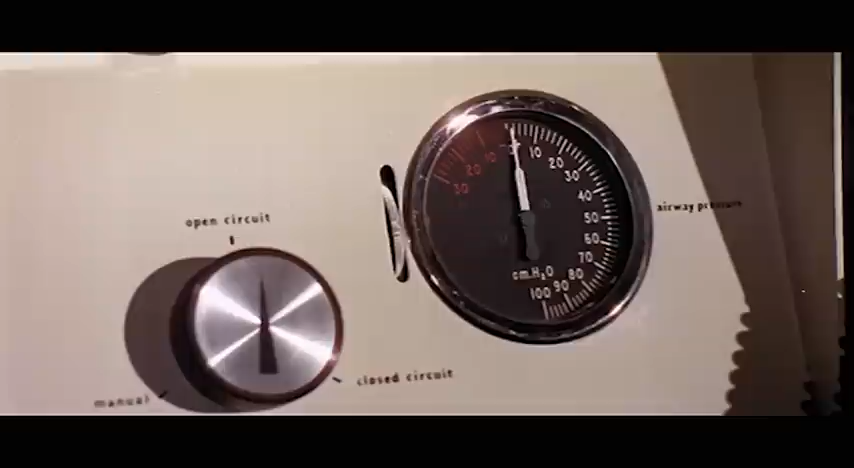 30 20 10 0 10 20 30 40 50 60 70 80 90 100
cm.H₂O
airway pressure
open circuit
closed circuit
manual